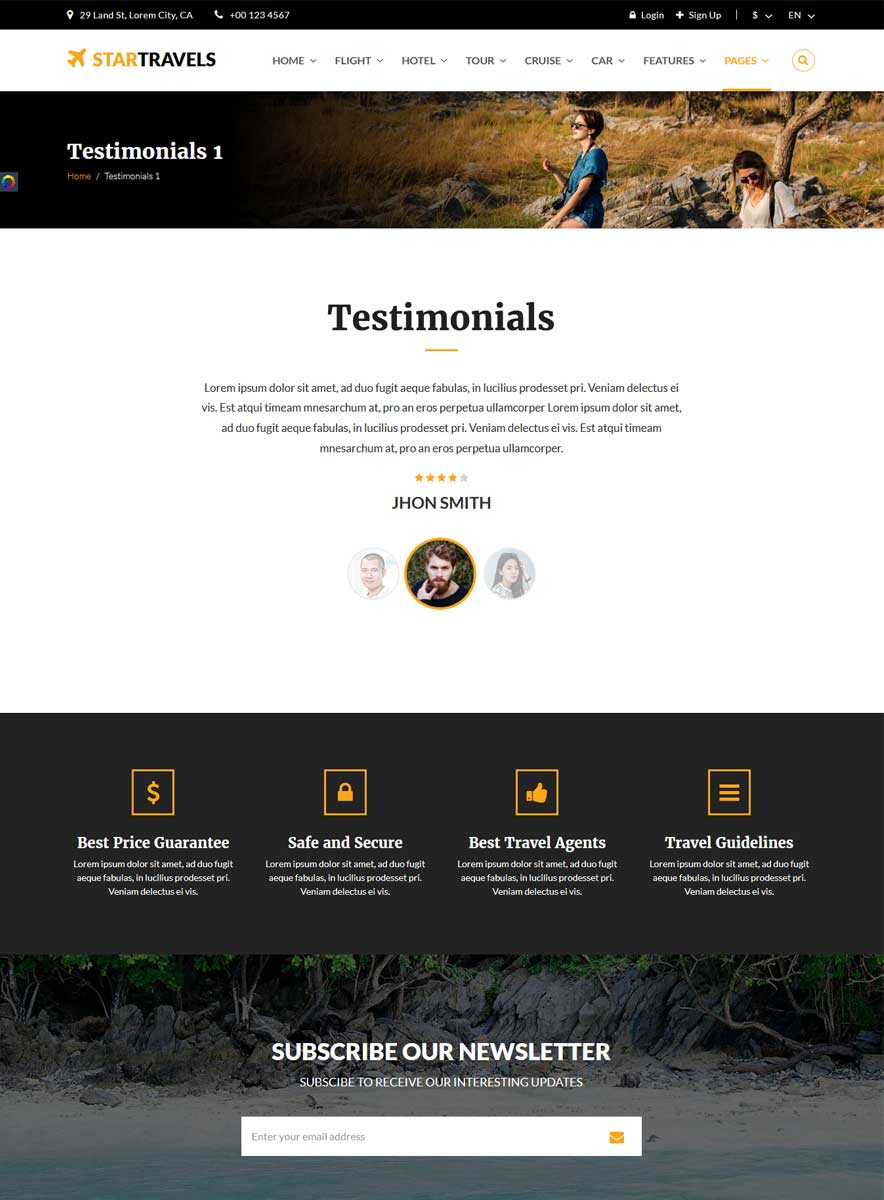 29 Land St, Lorem City, CA +00 123 4567 Login Sign Up $ EN
STARTRAVELS HOME FLIGHT HOTEL TOUR CRUISE CAR FEATURES PAGES
Testimonials 1
Home / Testimonials 1
Testimonials
Lorem ipsum dolor sit amet, ad duo fugit aeque fabulas, in lucilius prodesset pri. Veniam delectus ei
vis. Est atqui timeam mnesarchum at, pro an eros perpetua ullamcorper Lorem ipsum dolor sit amet,
ad duo fugit aeque fabulas, in lucilius prodesset pri. Veniam delectus ei vis. Est atqui timeam
mnesarchum at, pro an eros perpetua ullamcorper.
JHON SMITH
$
Best Price Guarantee
Lorem ipsum dolor sit amet, ad duo fugit
aeque fabulas, in lucilius prodesset pri.
Veniam delectus ei vis.
Safe and Secure
Lorem ipsum dolor sit amet, ad duo fugit
aeque fabulas, in lucilius prodesset pri.
Veniam delectus ei vis.
Best Travel Agents
Lorem ipsum dolor sit amet, ad duo fugit
aeque fabulas, in lucilius prodesset pri.
Veniam delectus ei vis.
Travel Guidelines
Lorem ipsum dolor sit amet, ad duo fugit
aeque fabulas, in lucilius prodesset pri.
Veniam delectus ei vis.
SUBSCRIBE OUR NEWSLETTER
SUBSCIBE TO RECEIVE OUR INTERESTING UPDATES
Enter your email address